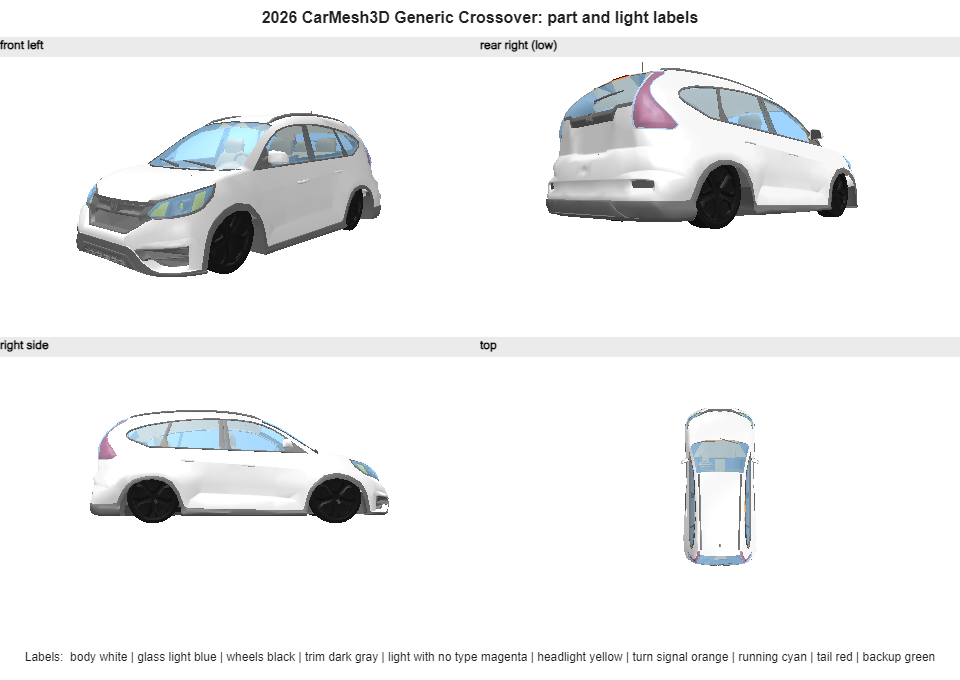 2026 CarMesh3D Generic Crossover: part and light labels
front left
rear right (low)
right side
top
Labels:  body white | glass light blue | wheels black | trim dark gray | light with no type magenta | headlight yellow | turn signal orange | running cyan | tail red | backup green